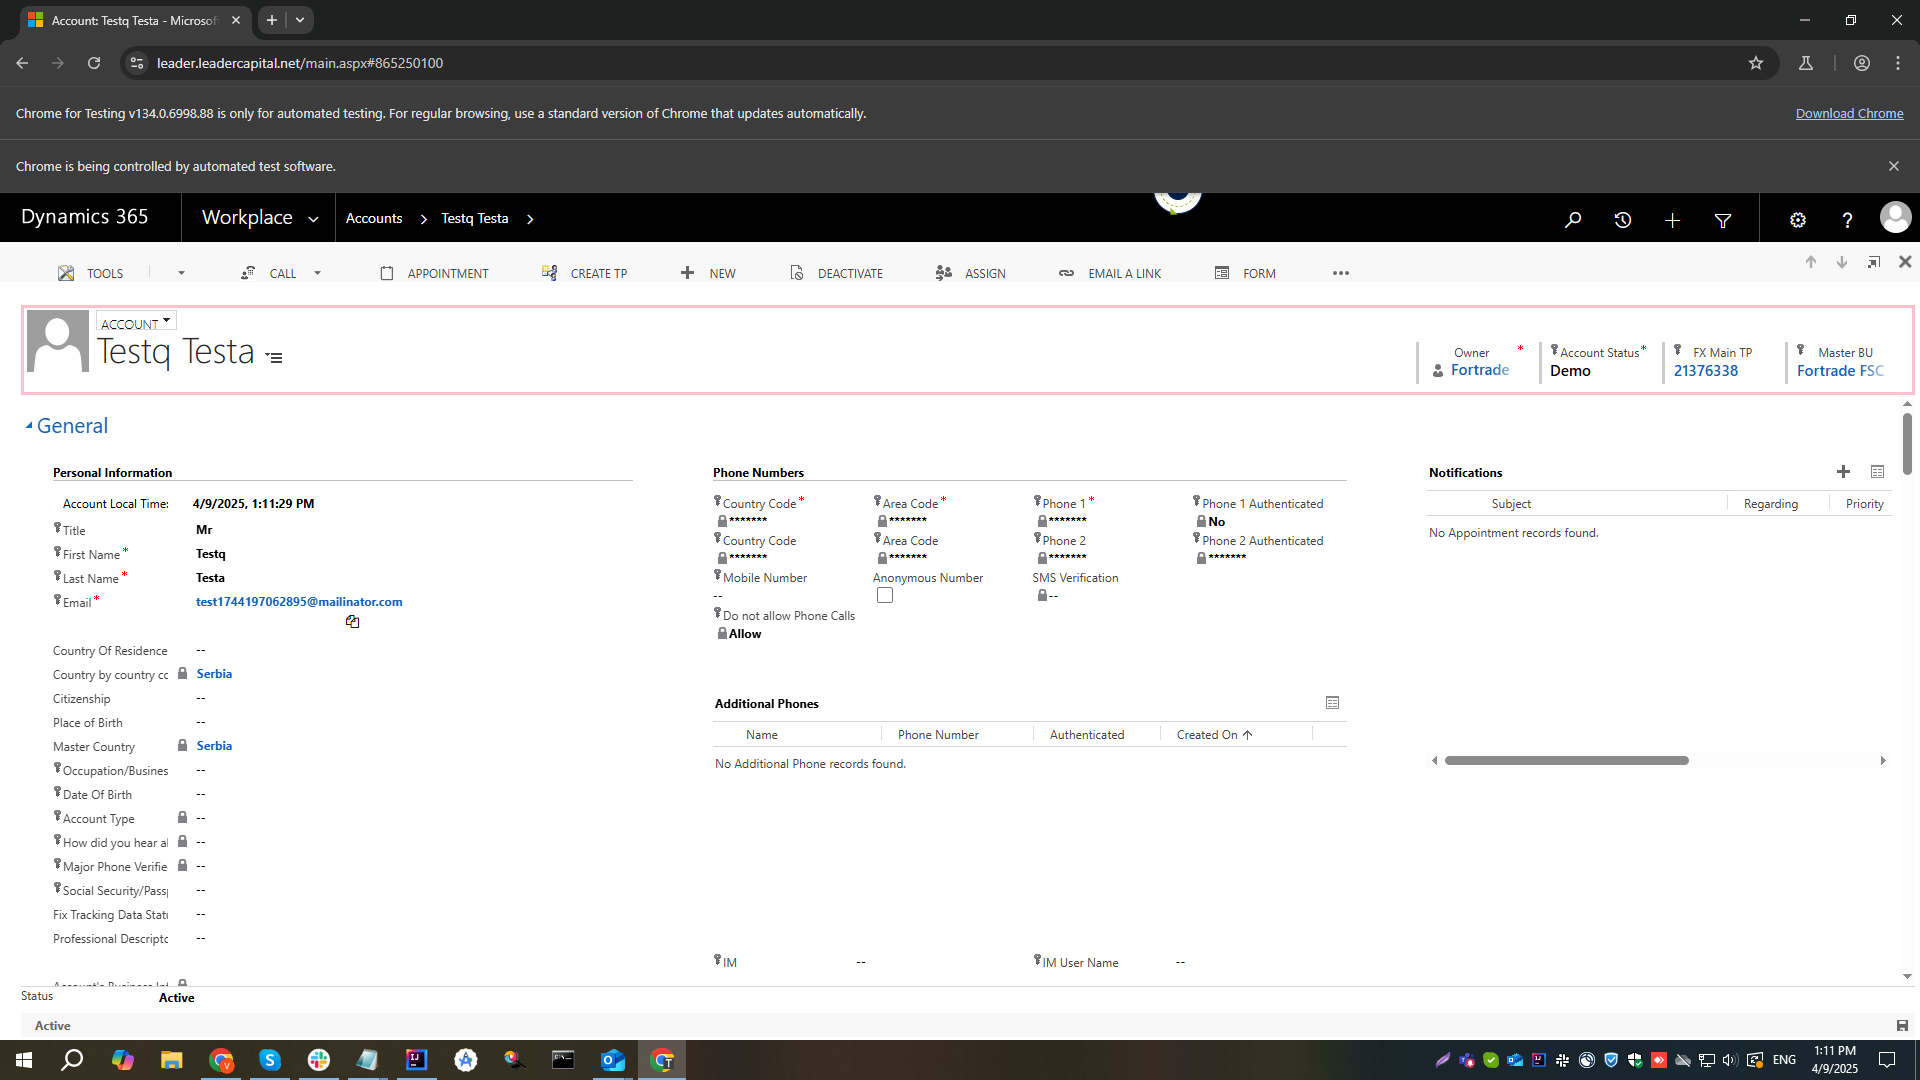 Account: Testq Testa - Microsof
leader.leadercapital.net/main.aspx#865250100
Chrome for Testing v134.0.6998.88 is only for automated testing. For regular browsing, use a standard version of Chrome that updates automatically.
Download Chrome
Chrome is being controlled by automated test software.
Dynamics 365
Workplace
Accounts
Testq Testa
TOOLS
CALL
APPOINTMENT
CREATE TP
NEW
DEACTIVATE
ASSIGN
EMAIL A LINK
FORM
ACCOUNT
Testq Testa
Owner *
Fortrade
Account Status *
Demo
FX Main TP
21376338
Master BU
Fortrade FSC
General
Personal Information
Account Local Time: 4/9/2025, 1:11:29 PM
Title Mr
First Name * Testq
Last Name * Testa
Email * test1744197062895@mailinator.com
Country Of Residence --
Country by country cc Serbia
Citizenship --
Place of Birth --
Master Country Serbia
Occupation/Busines --
Date Of Birth --
Account Type --
How did you hear a --
Major Phone Verifie --
Social Security/Pass --
Fix Tracking Data Stat --
Professional Descripto --
Phone Numbers
Country Code * Area Code * Phone 1 * Phone 1 Authenticated
******* ******* ******* No
Country Code Area Code Phone 2 Phone 2 Authenticated
******* ******* ******* *******
Mobile Number Anonymous Number SMS Verification
-- --
Do not allow Phone Calls
Allow
Additional Phones
Name Phone Number Authenticated Created On
No Additional Phone records found.
IM -- IM User Name --
Notifications
Subject Regarding Priority
No Appointment records found.
Status Active
Active
ENG
1:11 PM
4/9/2025